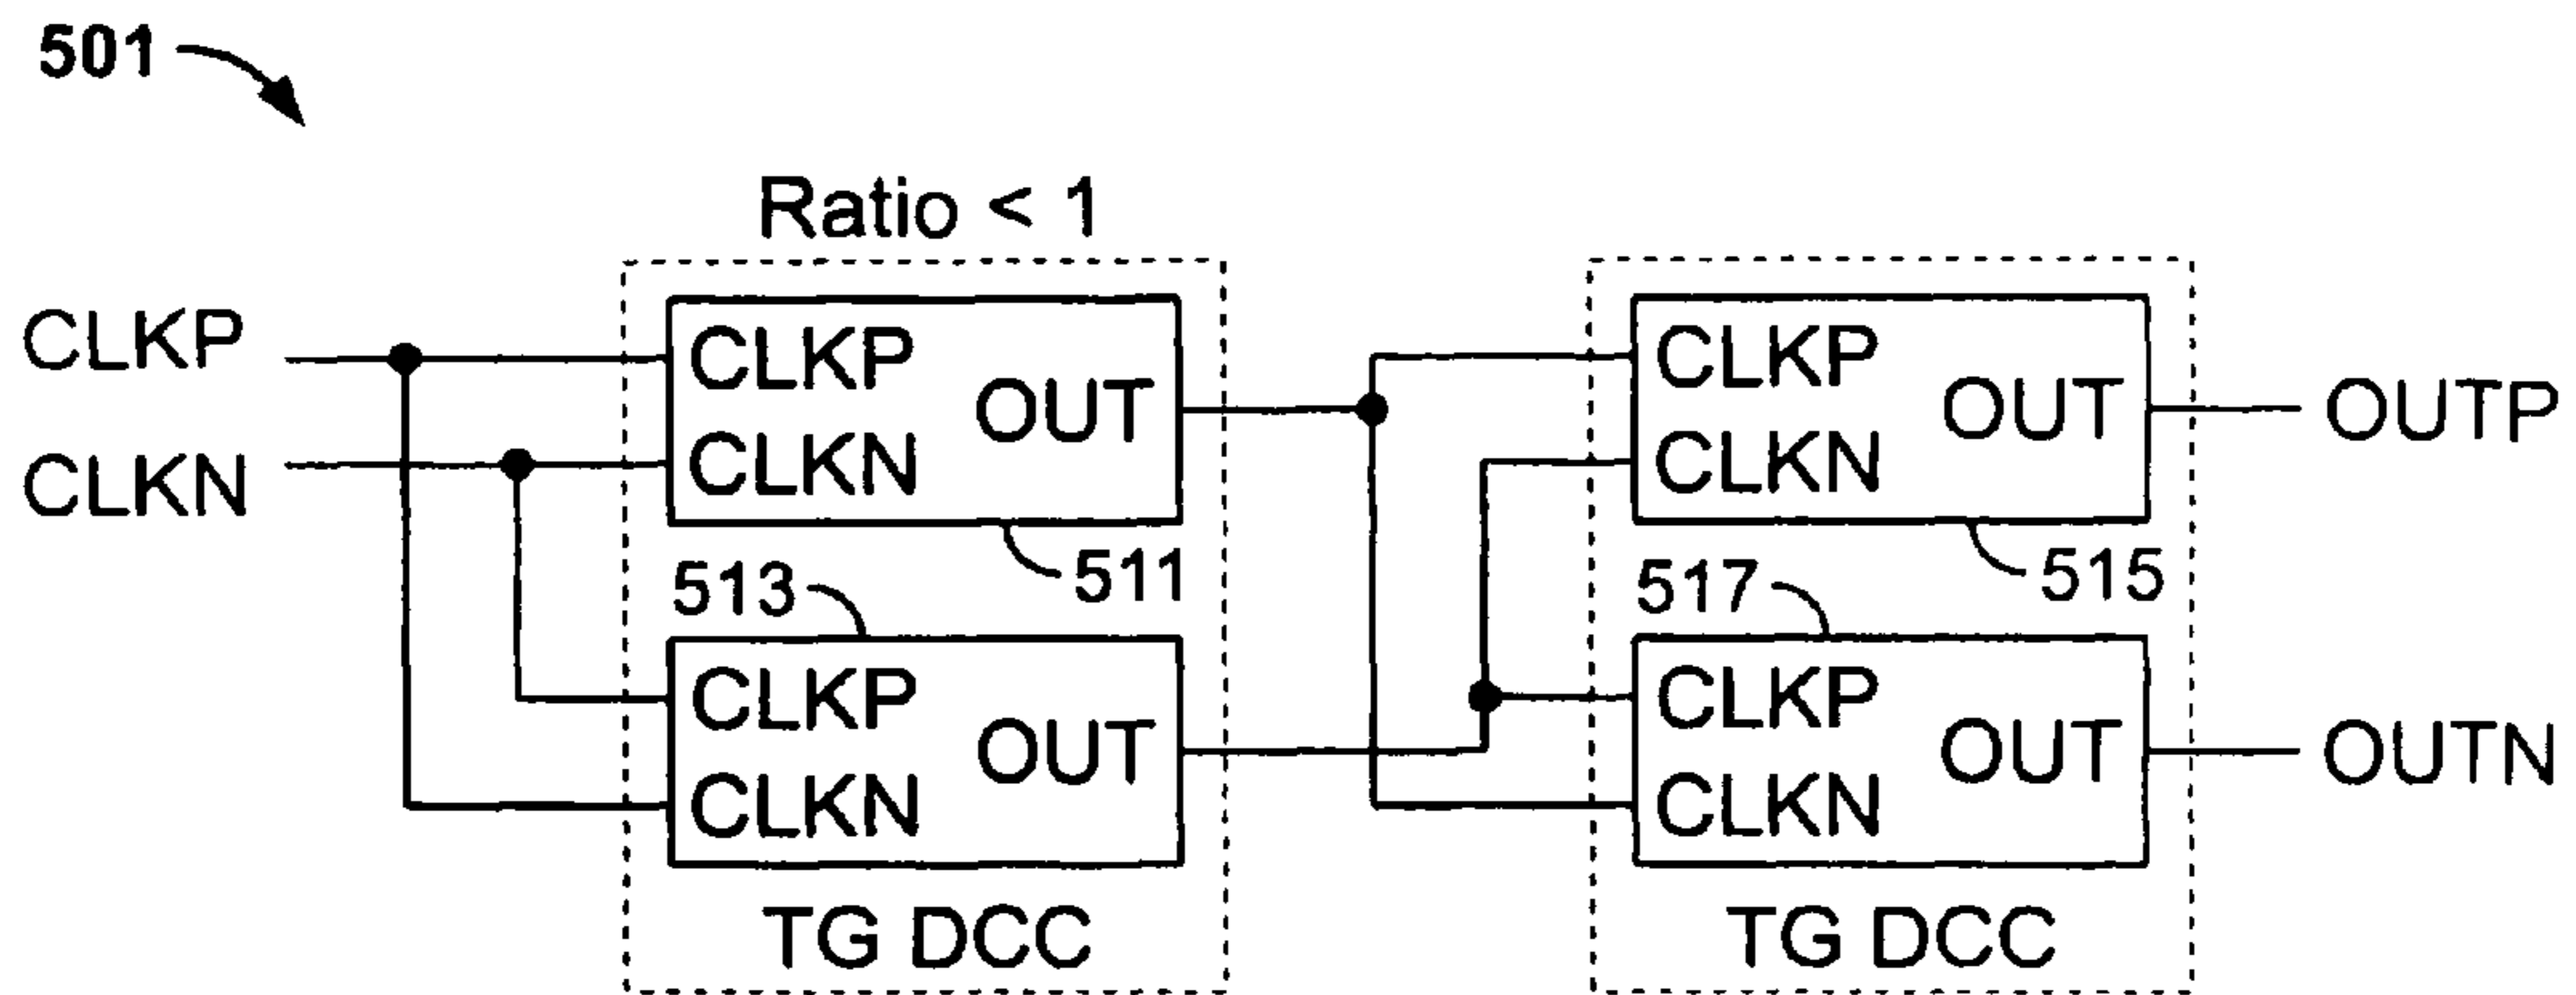 501
Ratio < 1
CLKP
CLKN
CLKP
CLKN
OUT
511
513
CLKP
CLKN
OUT
TG DCC
CLKP
CLKN
OUT
515
517
CLKP
CLKN
OUT
TG DCC
OUTP
OUTN